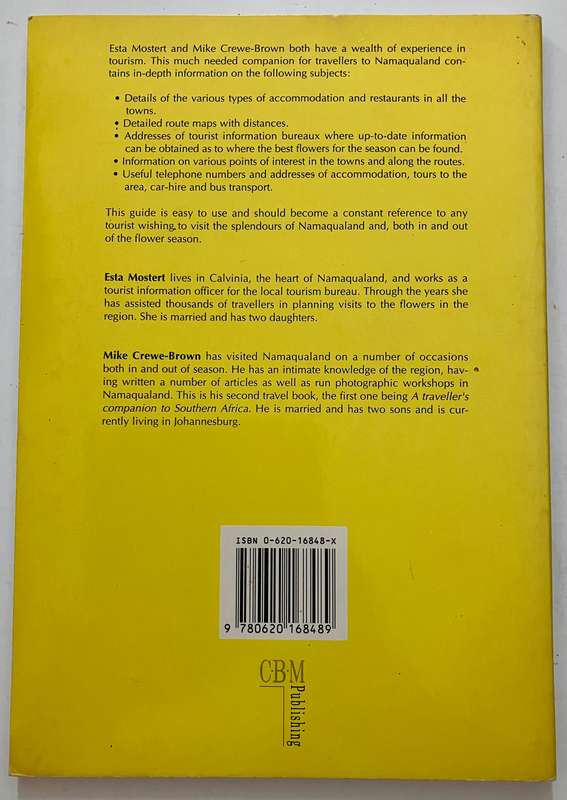 Esta Mostert and Mike Crewe-Brown both have a wealth of experience in
tourism. This much needed companion for travellers to Namaqualand con-
tains in-depth information on the following subjects:
• Details of the various types of accommodation and restaurants in all the
towns.
• Detailed route maps with distances.
• Addresses of tourist information bureaux where up-to-date information
can be obtained as to where the best flowers for the season can be found.
• Information on various points of interest in the towns and along the routes.
• Useful telephone numbers and addresses of accommodation, tours to the
area, car-hire and bus transport.
This guide is easy to use and should become a constant reference to any
tourist wishing to visit the splendours of Namaqualand and, both in and out
of the flower season.
Esta Mostert lives in Calvinia, the heart of Namaqualand, and works as a
tourist information officer for the local tourism bureau. Through the years she
has assisted thousands of travellers in planning visits to the flowers in the
region. She is married and has two daughters.
Mike Crewe-Brown has visited Namaqualand on a number of occasions
both in and out of season. He has an intimate knowledge of the region, hav-
ing written a number of articles as well as run photographic workshops in
Namaqualand. This is his second travel book, the first one being A traveller's
companion to Southern Africa. He is married and has two sons and is cur-
rently living in Johannesburg.
ISBN 0-620-16848-X
9 780620 168489
C·B·M
Publishing